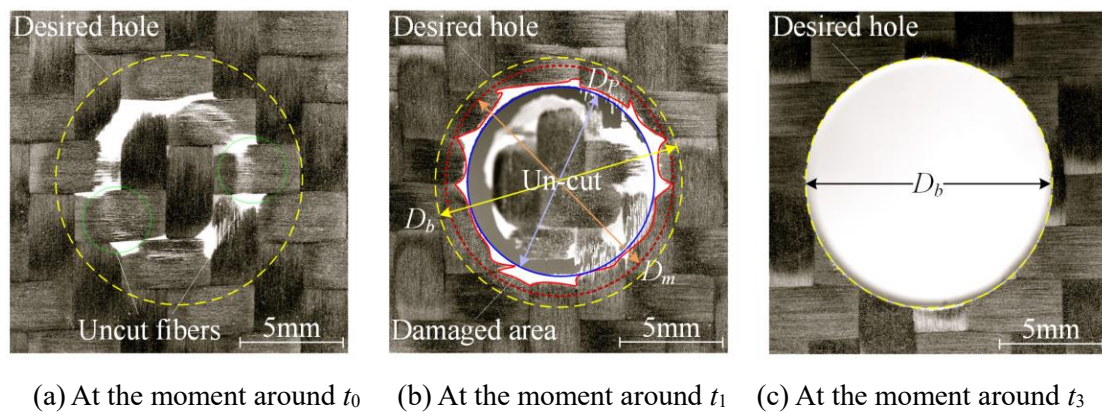 Desired hole
Uncut fibers
5mm
Desired hole
Dp
Un-cut
Db
Dm
Damaged area
5mm
Desired hole
Db
5mm
(a) At the moment around t0
(b) At the moment around t1
(c) At the moment around t3